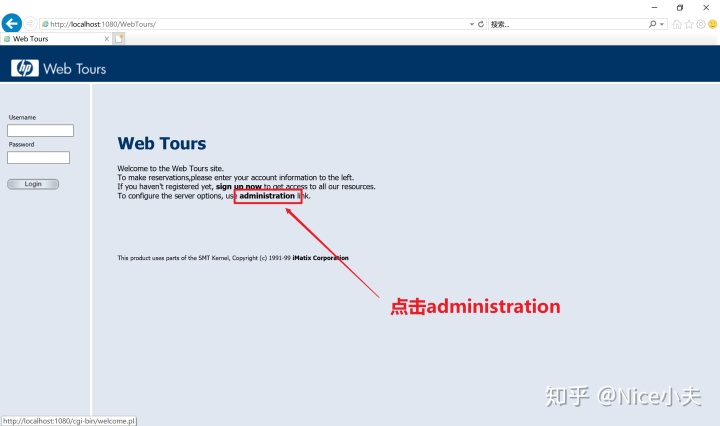 http://localhost:1080/WebTours/
搜索...
Web Tours
hp Web Tours
Username
Password
Login
Web Tours
Welcome to the Web Tours site.
To make reservations,please enter your account information to the left.
If you haven't registered yet, sign up now to get access to all our resources.
To configure the server options, use administration link.
This product uses parts of the SMT Kernel, Copyright (c) 1991-99 iMatix Corporation
点击administration
知乎 @Nice小夫
http://localhost:1080/cgi-bin/welcome.pl